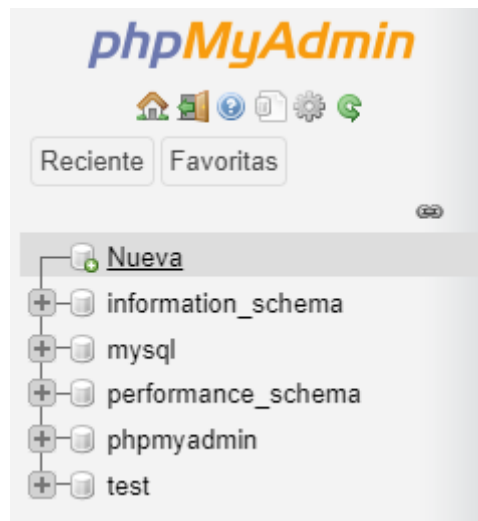 phpMyAdmin
Reciente Favoritas
Nueva
information_schema
mysql
performance_schema
phpmyadmin
test